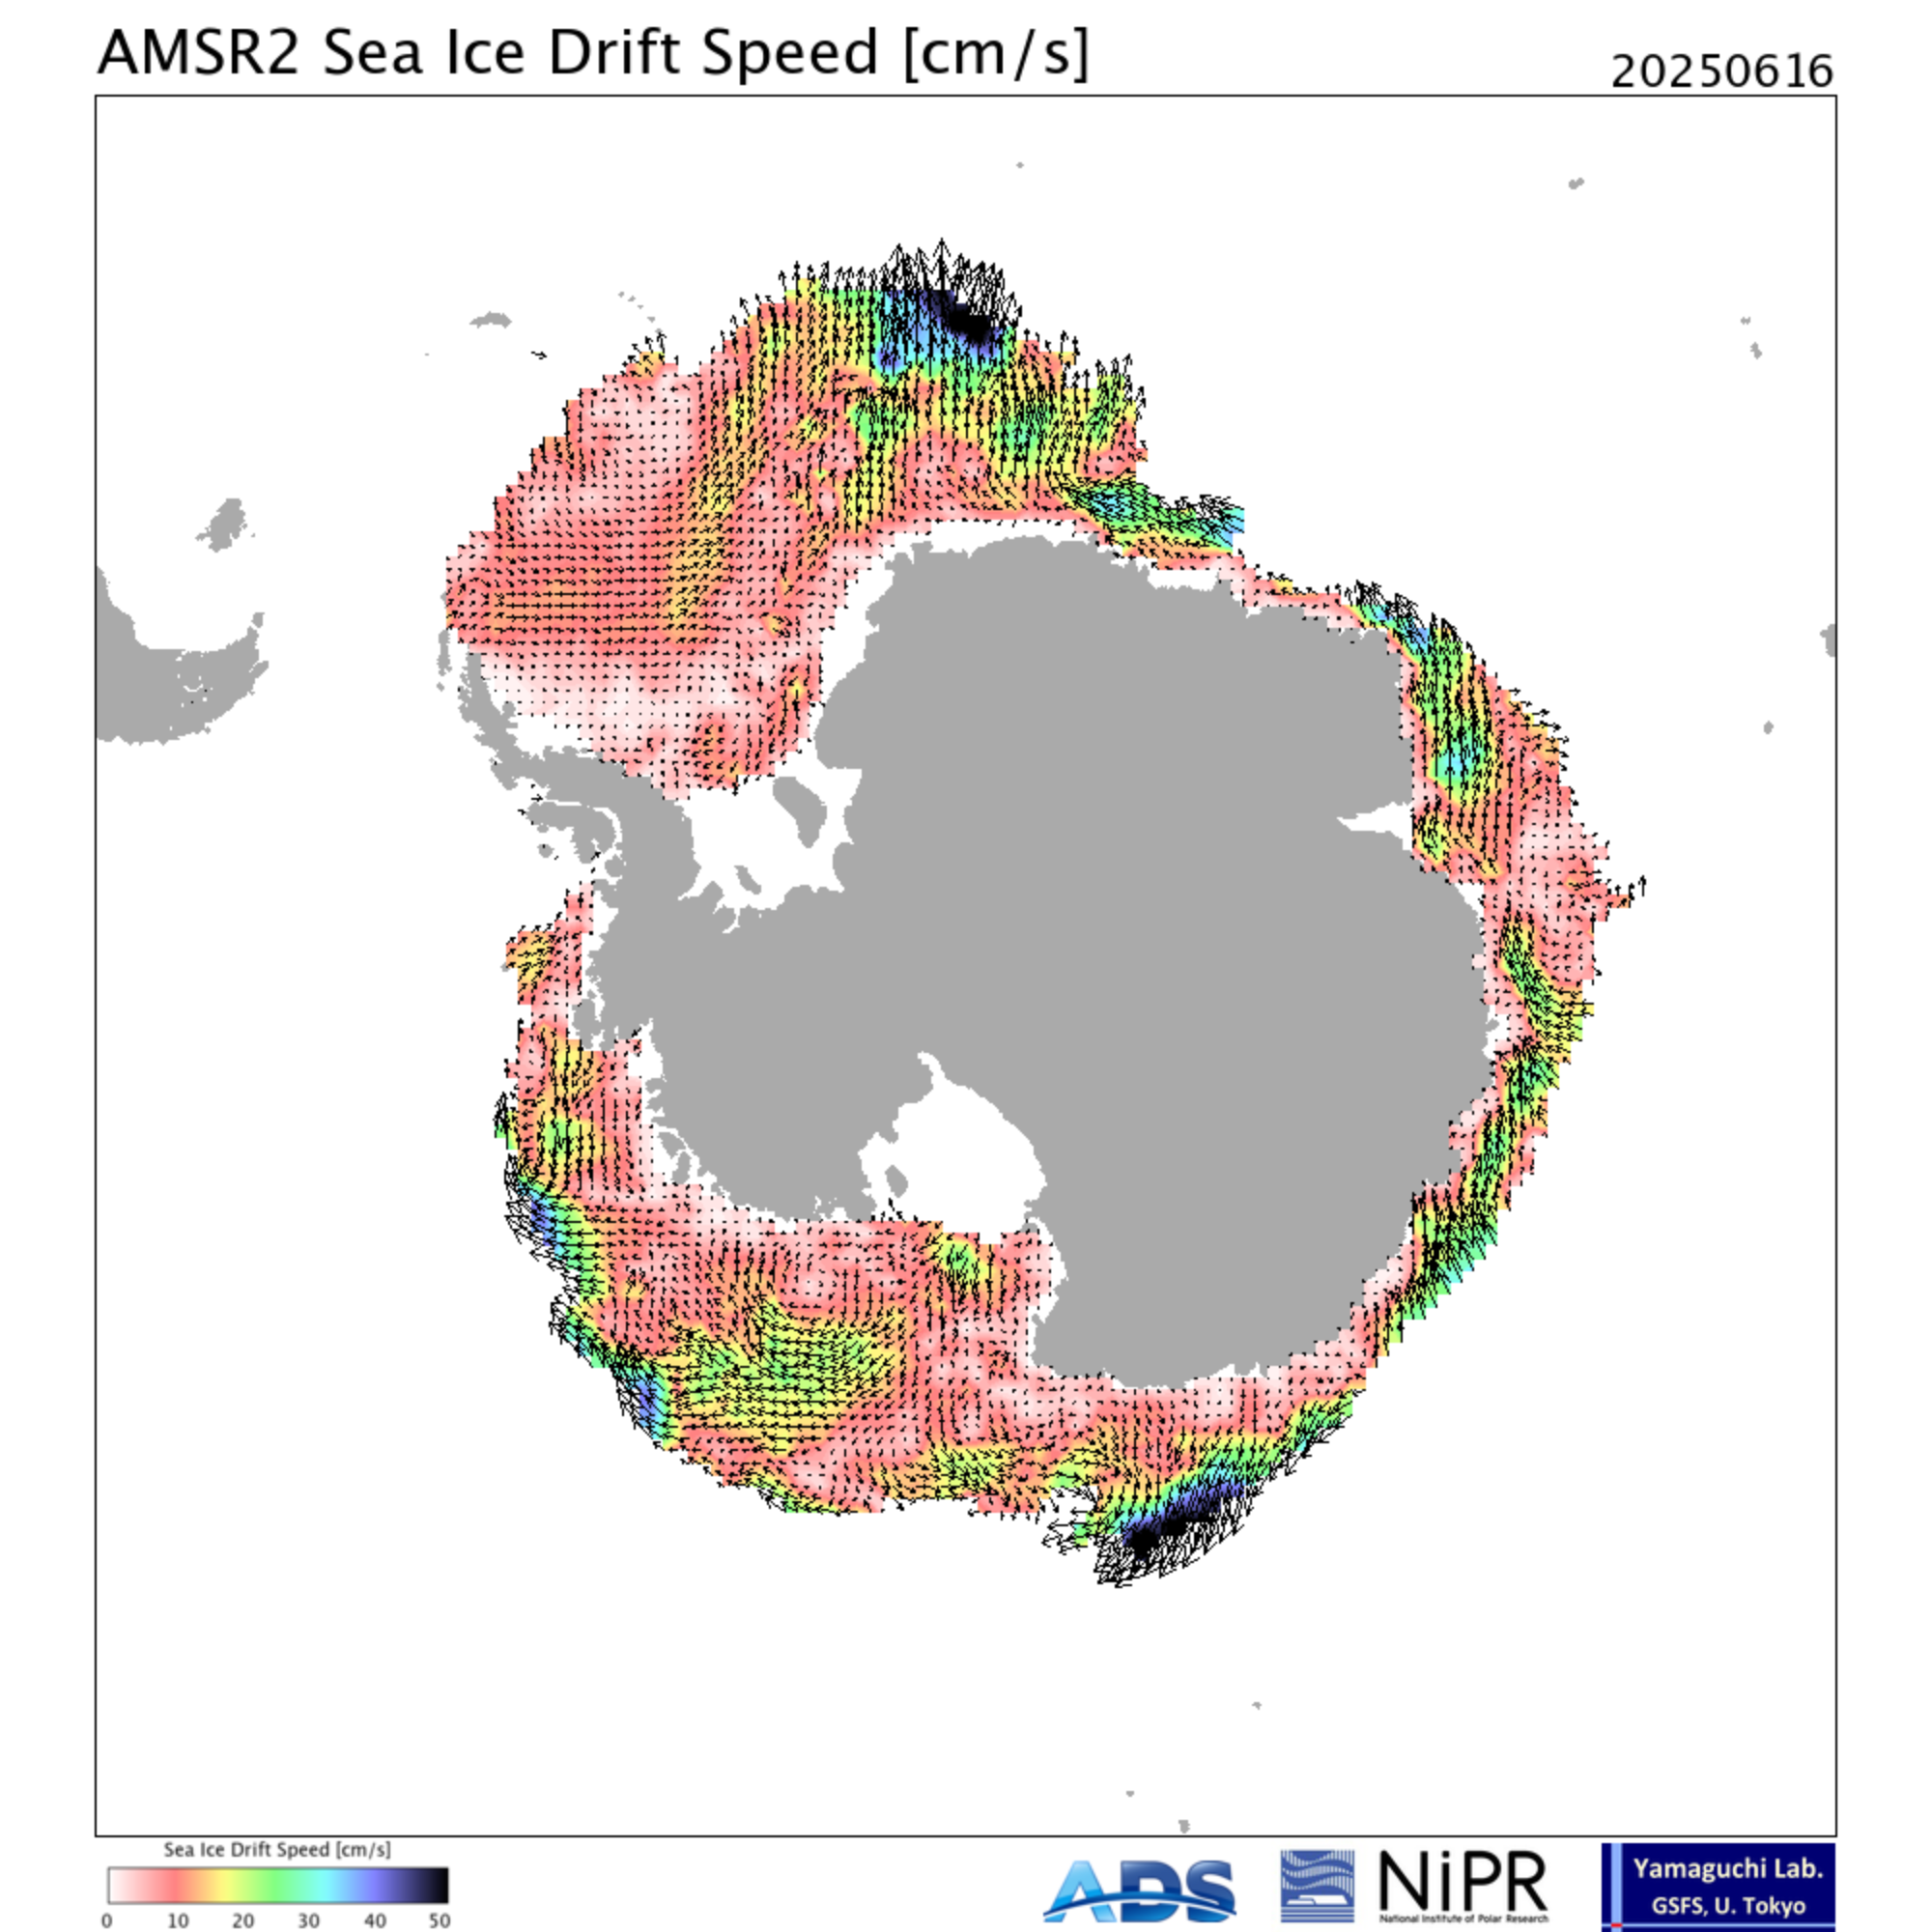 AMSR2 Sea Ice Drift Speed [cm/s]
20250616
Sea Ice Drift Speed [cm/s]
0 10 20 30 40 50
ADS
NiPR
National Institute of Polar Research
Yamaguchi Lab.
GSFS, U. Tokyo